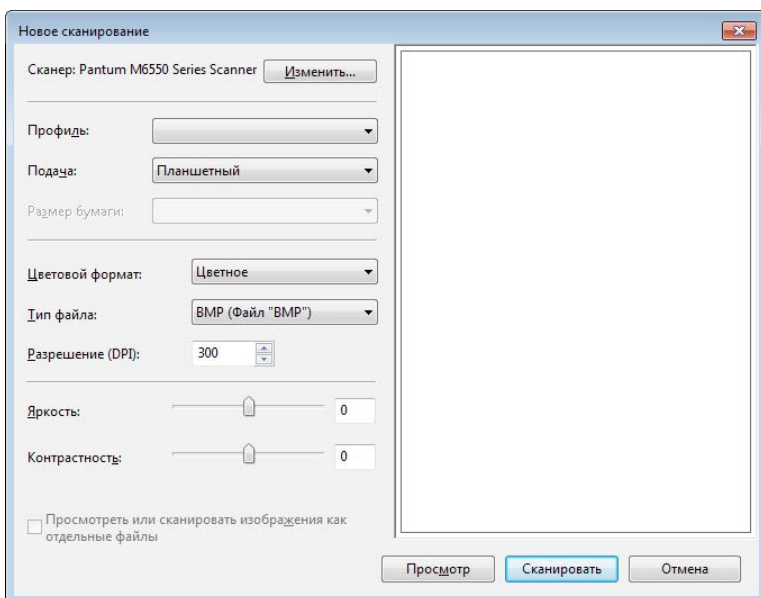 Новое сканирование
Сканер: Pantum M6550 Series Scanner Изменить...
Профиль:
Подача: Планшетный
Размер бумаги:
Цветовой формат: Цветное
Тип файла: BMP (Файл "BMP")
Разрешение (DPI): 300
Яркость: 0
Контрастность: 0
Просмотреть или сканировать изображения как
отдельные файлы
Просмотр Сканировать Отмена